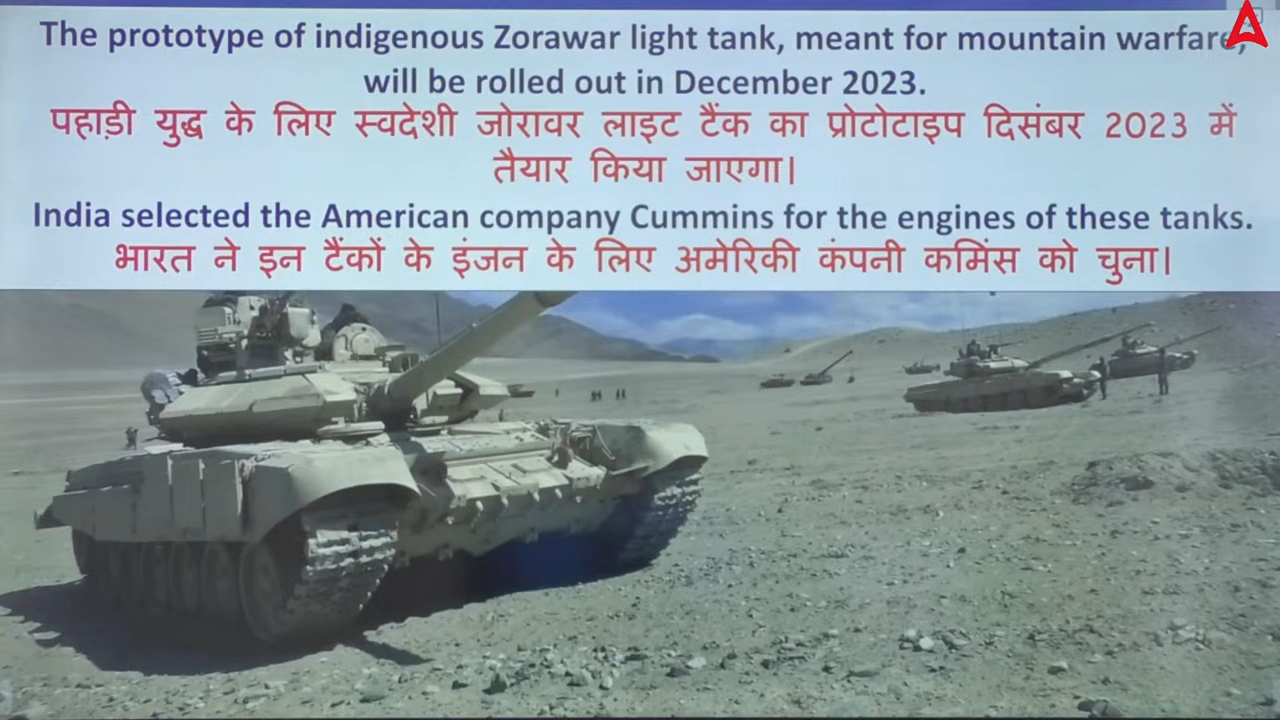 The prototype of indigenous Zorawar light tank, meant for mountain warfare,
will be rolled out in December 2023.
पहाड़ी युद्ध के लिए स्वदेशी जोरावर लाइट टैंक का प्रोटोटाइप दिसंबर 2023 में
तैयार किया जाएगा।
India selected the American company Cummins for the engines of these tanks.
भारत ने इन टैंकों के इंजन के लिए अमेरिकी कंपनी कमिंस को चुना।